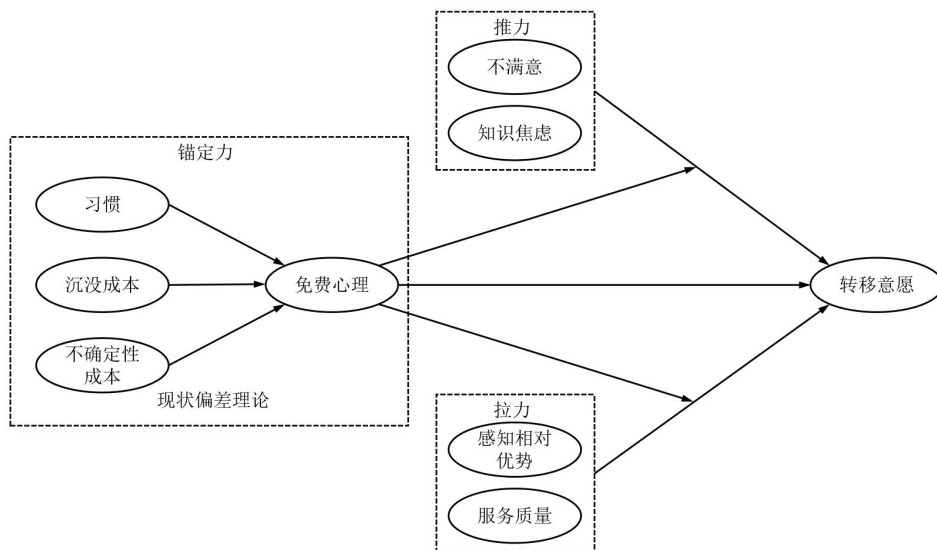 推力
不满意
知识焦虑
锚定力
习惯
沉没成本
不确定性
成本
免费心理
现状偏差理论
转移意愿
拉力
感知相对
优势
服务质量